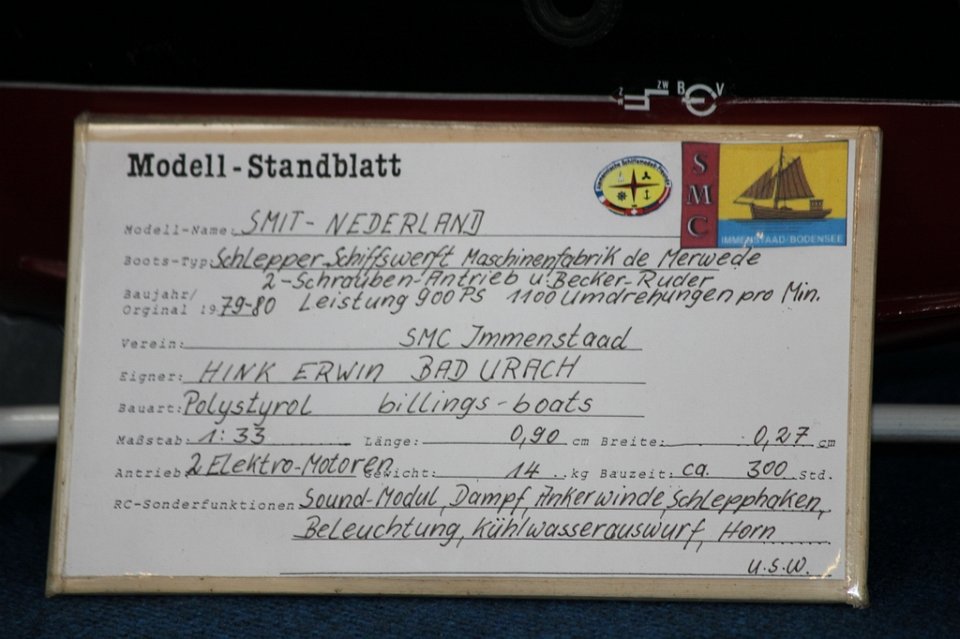 ZW
B V
Modell-Standblatt
SMC
IMMENSTAAD-BODENSEE
Modell-Name: SMIT-NEDERLAND
Boots-Typ: Schlepper Schiffswerft Maschinenfabrik de Merwede
2-Schrauben-Antrieb u. Becker-Ruder
Baujahr/
Orginal 1979-80 Leistung 900 PS 1100 Umdrehungen pro Min.
Verein: SMC Immenstaad
Eigner: HINK ERWIN BAD URACH
Bauart: Polystyrol billings-boats
Maßstab: 1:33 Länge: 0,90 cm Breite: 0,27 cm
Antrieb: 2 Elektro-Motoren Gewicht: 14 kg Bauzeit: ca. 300 Std.
RC-Sonderfunktionen Sound-Modul, Dampf, Ankerwinde, Schlepphaken,
Beleuchtung, Kühlwasserauswurf, Horn
u.s.w.